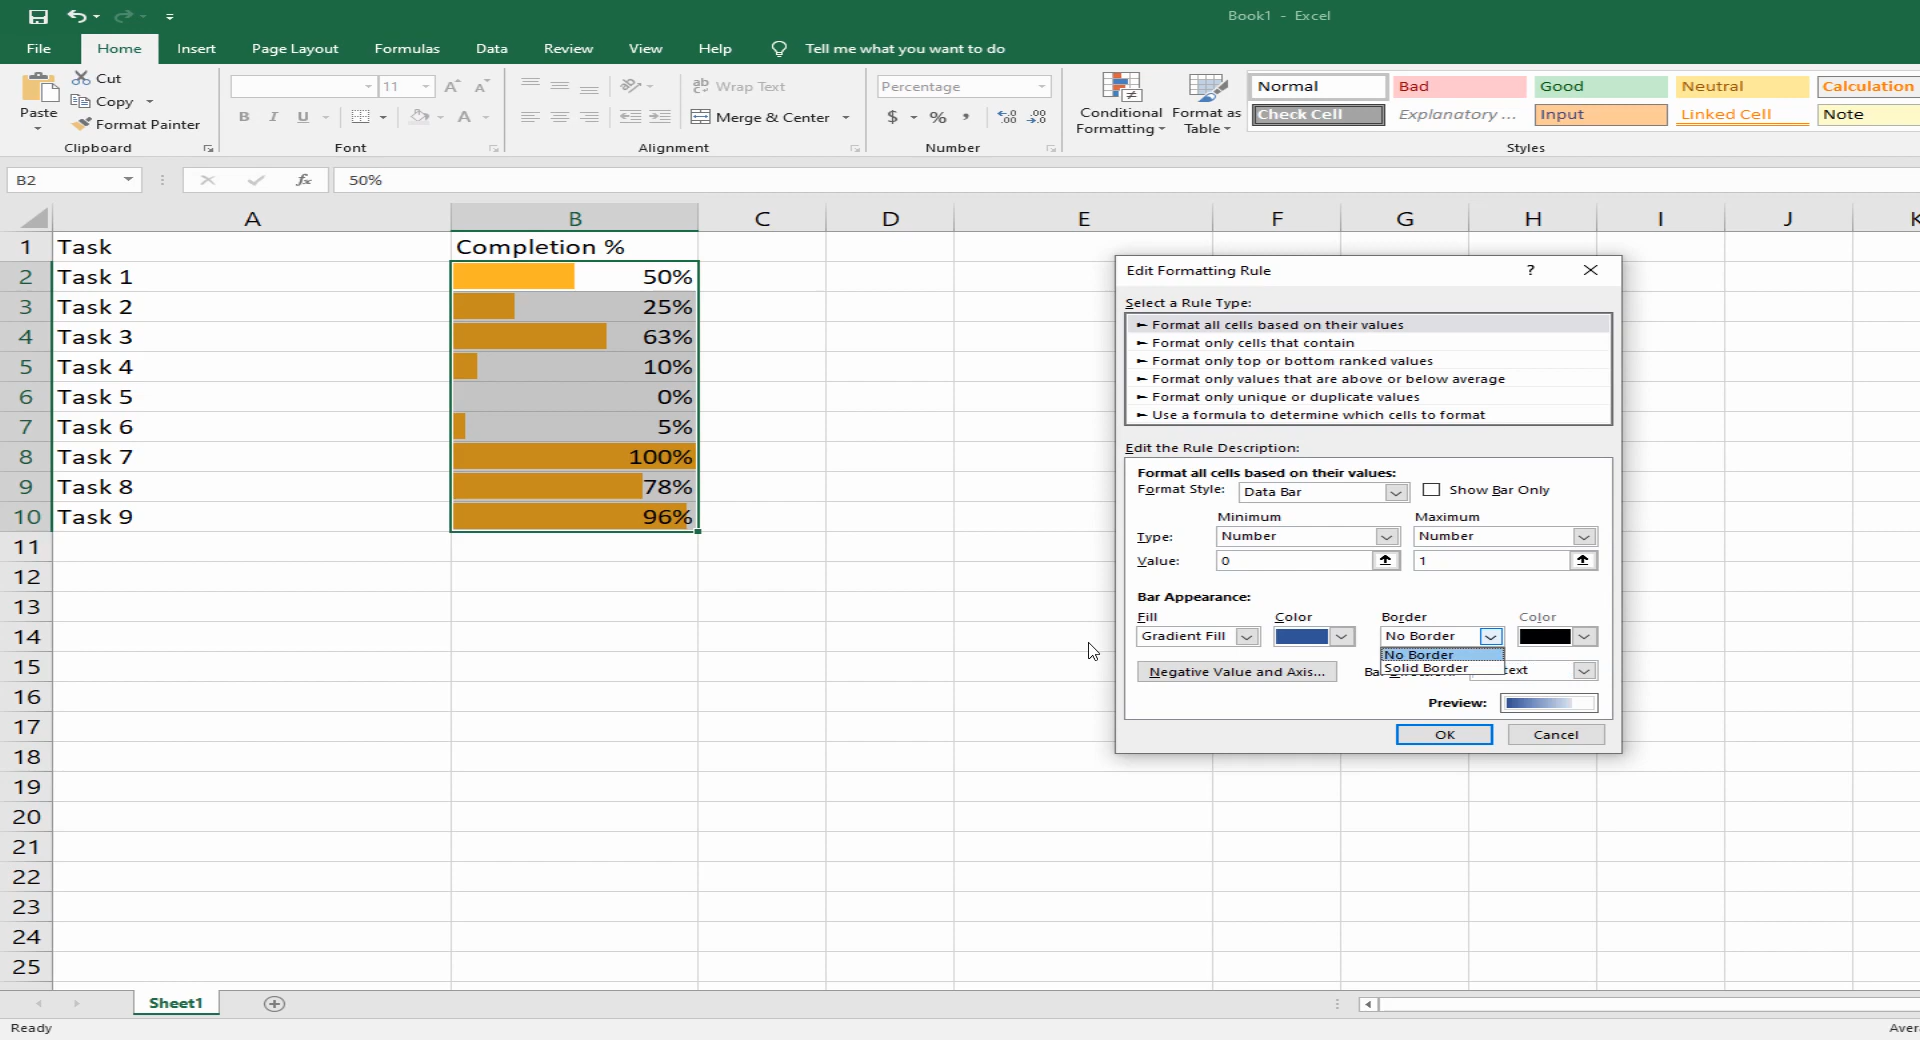 Book1 - Excel
File Home Insert Page Layout Formulas Data Review View Help Tell me what you want to do
Cut
Copy
Format Painter
Paste
Clipboard
11
B I U A
Font
Wrap Text
Merge & Center
Alignment
Percentage
$ % ,
Number
Conditional Formatting
Format as Table
Normal Bad Good Neutral Calculation
Check Cell Explanatory ... Input Linked Cell Note
Styles
B2 fx 50%
A B C D E F G H I J
1 Task Completion %
2 Task 1 50%
3 Task 2 25%
4 Task 3 63%
5 Task 4 10%
6 Task 5 0%
7 Task 6 5%
8 Task 7 100%
9 Task 8 78%
10 Task 9 96%
11
12
13
14
15
16
17
18
19
20
21
22
23
24
25
Edit Formatting Rule ?
Select a Rule Type:
► Format all cells based on their values
► Format only cells that contain
► Format only top or bottom ranked values
► Format only values that are above or below average
► Format only unique or duplicate values
► Use a formula to determine which cells to format
Edit the Rule Description:
Format all cells based on their values:
Format Style: Data Bar Show Bar Only
Minimum Maximum
Type: Number Number
Value: 0 1
Bar Appearance:
Fill Color Border Color
Gradient Fill No Border
No Border
Solid Border
Negative Value and Axis...
Preview:
OK Cancel
Sheet1
Ready